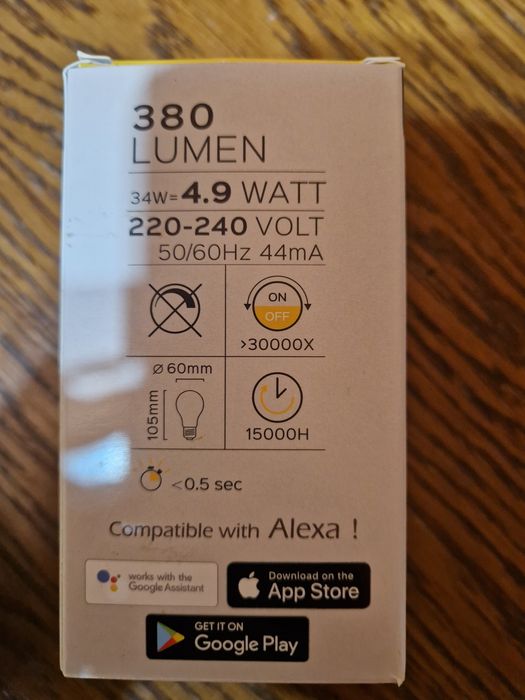 380
LUMEN
34W=4.9 WATT
220-240 VOLT
50/60Hz 44mA
ON
OFF
>30000X
Ø 60mm
105mm
15000H
<0.5 sec
Compatible with Alexa !
works with the
Google Assistant
Download on the
App Store
GET IT ON
Google Play